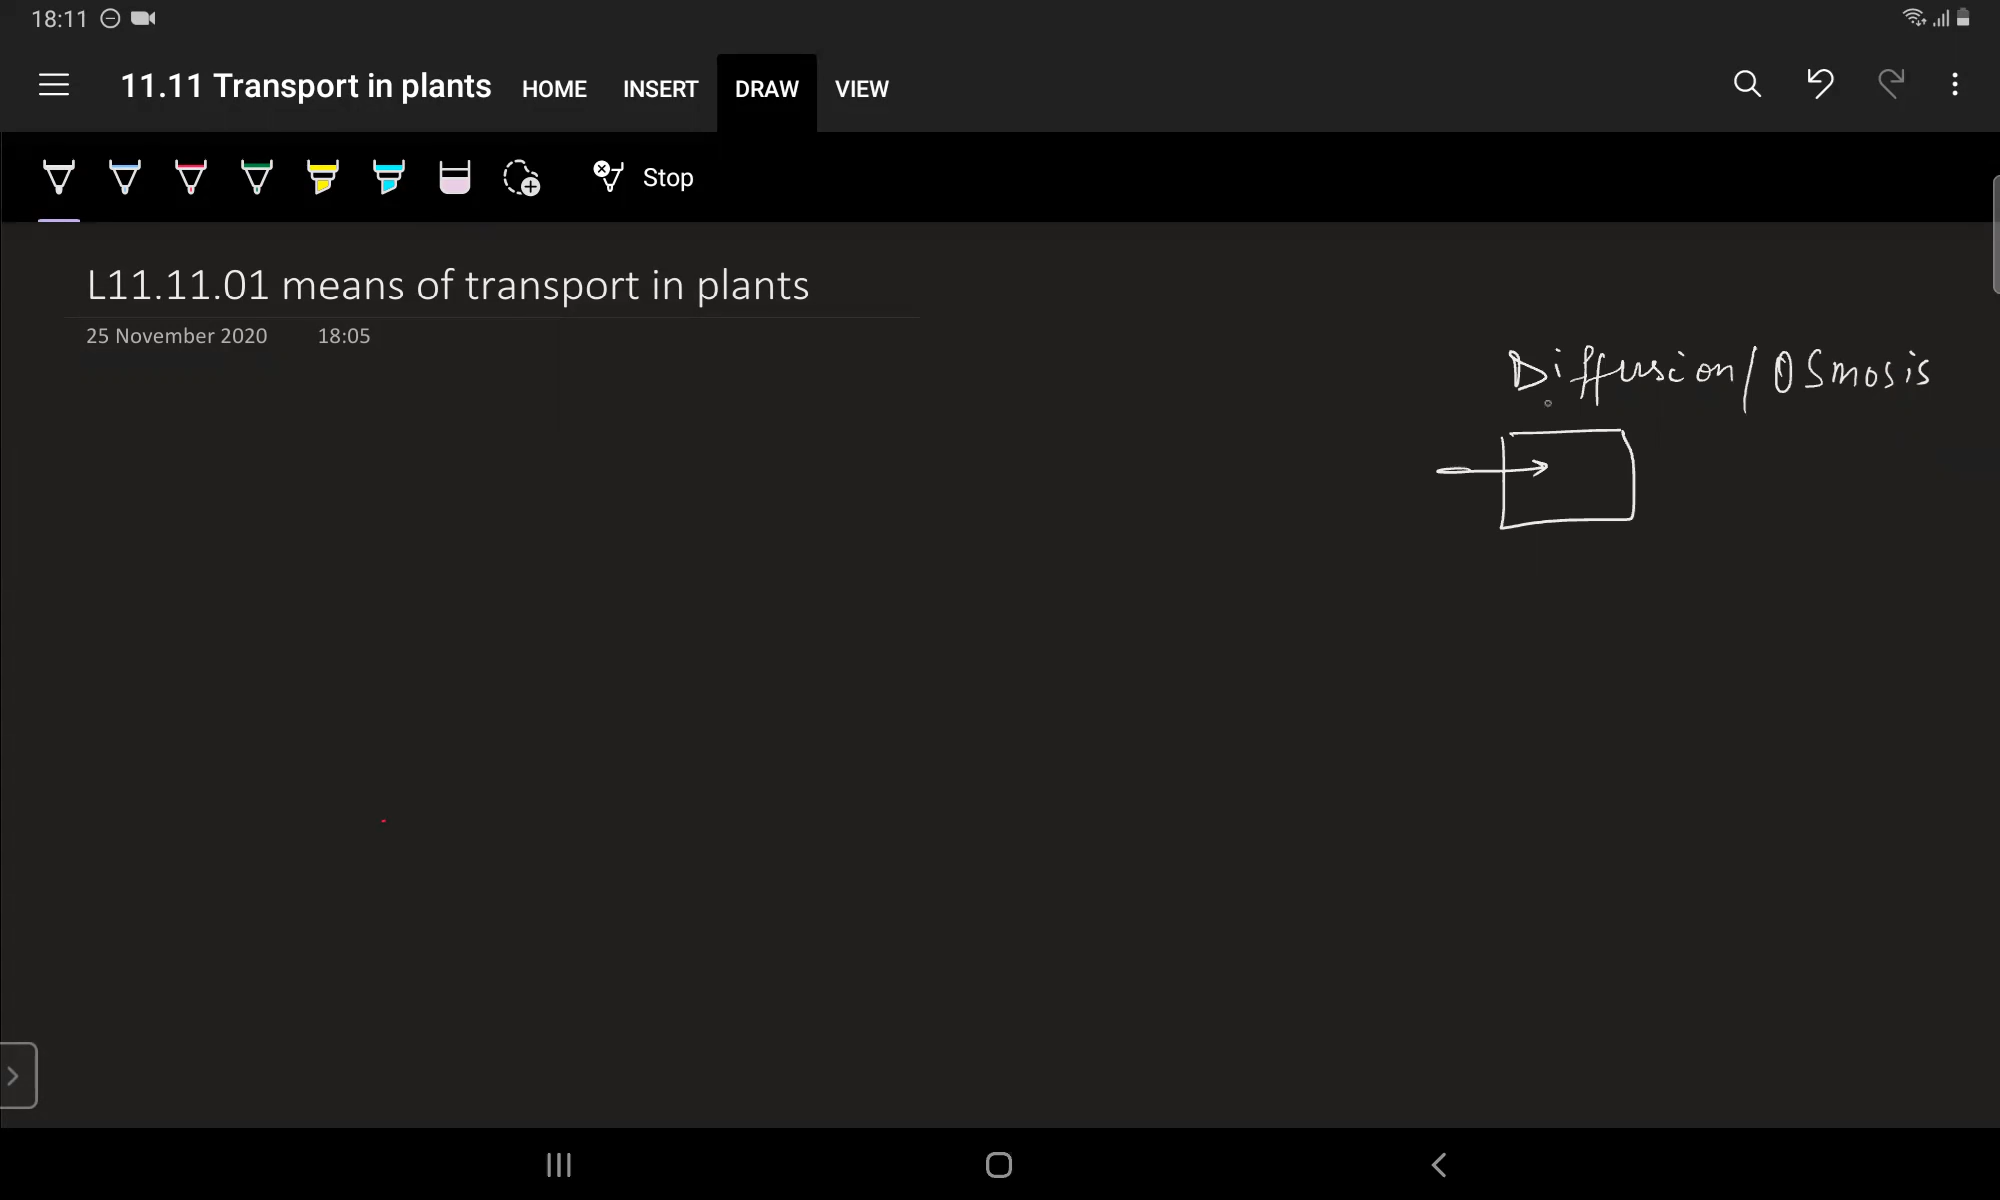 18:11
11.11 Transport in plants HOME INSERT DRAW VIEW
Stop
L11.11.01 means of transport in plants
25 November 2020 18:05
Diffusion/Osmosis